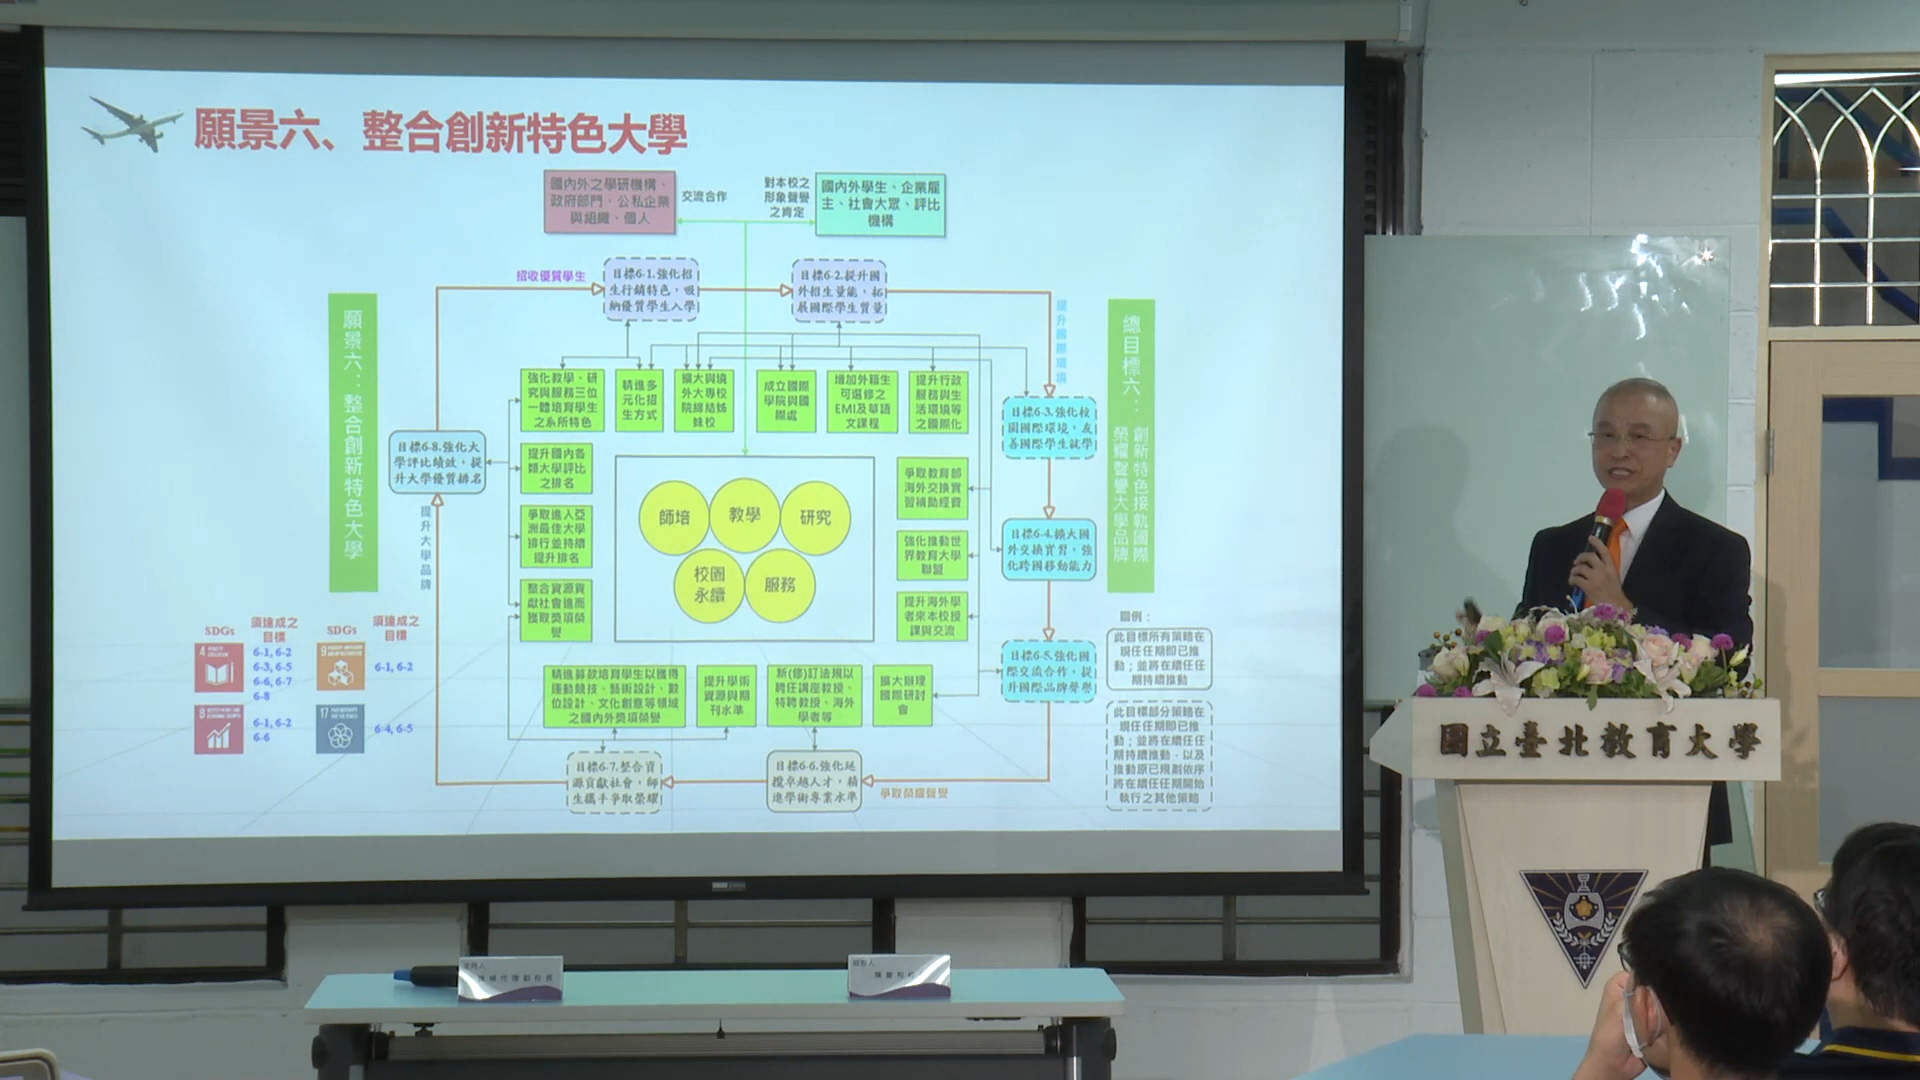 願景六、整合創新特色大學
國內外之學研機構、
政府部門、公私企業
與組織、個人
交流合作
對本校之
形象聲譽
之肯定
國內外學生、企業雇
主、社會大眾、評比
機構
招收優質學生
目標6-1.強化招
生行銷特色，吸
納優質學生入學
目標6-2.提升國
外招生量能，拓
展國際學生質量
提升國際環境
願景六：整合創新特色大學
總目標六：
創新特色接軌國際
榮耀聲譽大學品牌
強化教學、研
究與服務三位
一體培育學生
之系所特色
精進多
元化招
生方式
擴大與境
外大專校
院締結姊
妹校
成立國際
學院與國
際處
增加外籍生
可選修之
EMI及華語
文課程
提升行政
服務與生
活環境等
之國際化
目標6-3.強化校
園國際環境，友
善國際學生就學
目標6-8.強化大
學評比績效，提
升大學優質排名
提升國內各
類大學評比
之排名
爭取進入亞
洲最佳大學
排行並持續
提升排名
整合資源貢
獻社會進而
獲取獎項榮
譽
提升大學品牌
師培
教學
研究
校園
永續
服務
爭取教育部
海外交換實
習補助經費
強化推動世
界教育大學
聯盟
提升海外學
者來本校授
課與交流
目標6-4.擴大國
外交換實習，強
化跨國移動能力
目標6-5.強化國
際交流合作，提
升國際品牌聲譽
精進募款培育學生以獲得
運動競技、藝術設計、數
位設計、文化創意等領域
之國內外獎項榮譽
提升學術
資源與期
刊水準
新(修)訂法規以
聘任講座教授、
特聘教授、海外
學者等
擴大辦理
國際研討
會
目標6-7.整合資
源貢獻社會，師
生攜手爭取榮耀
目標6-6.強化延
攬卓越人才，精
進學術專業水準
爭取榮耀聲譽
SDGs
須達成之
目標
SDGs
須達成之
目標
4
6-1, 6-2
6-3, 6-5
6-6, 6-7
6-8
9
6-1, 6-2
8
6-1, 6-2
6-6
17
6-4, 6-5
圖例：
此目標所有策略在
現任任期即已推
動；並將在續任任
期持續推動
此目標部分策略在
現任任期即已推
動；並將在續任任
期持續推動，以及
推動原已規劃依序
將在續任任期開始
執行之其他策略
國立臺北教育大學